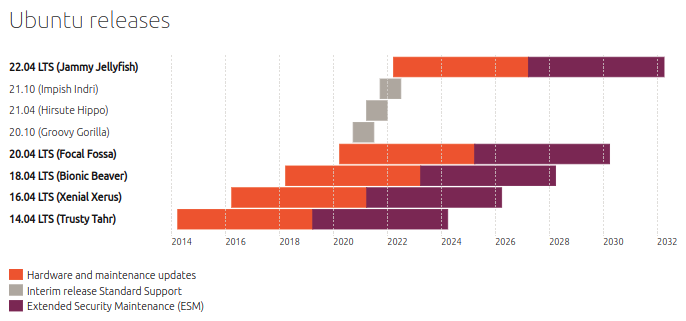 Ubuntu releases
22.04 LTS (Jammy Jellyfish)
21.10 (Impish Indri)
21.04 (Hirsute Hippo)
20.10 (Groovy Gorilla)
20.04 LTS (Focal Fossa)
18.04 LTS (Bionic Beaver)
16.04 LTS (Xenial Xerus)
14.04 LTS (Trusty Tahr)
2014 2016 2018 2020 2022 2024 2026 2028 2030 2032
Hardware and maintenance updates
Interim release Standard Support
Extended Security Maintenance (ESM)